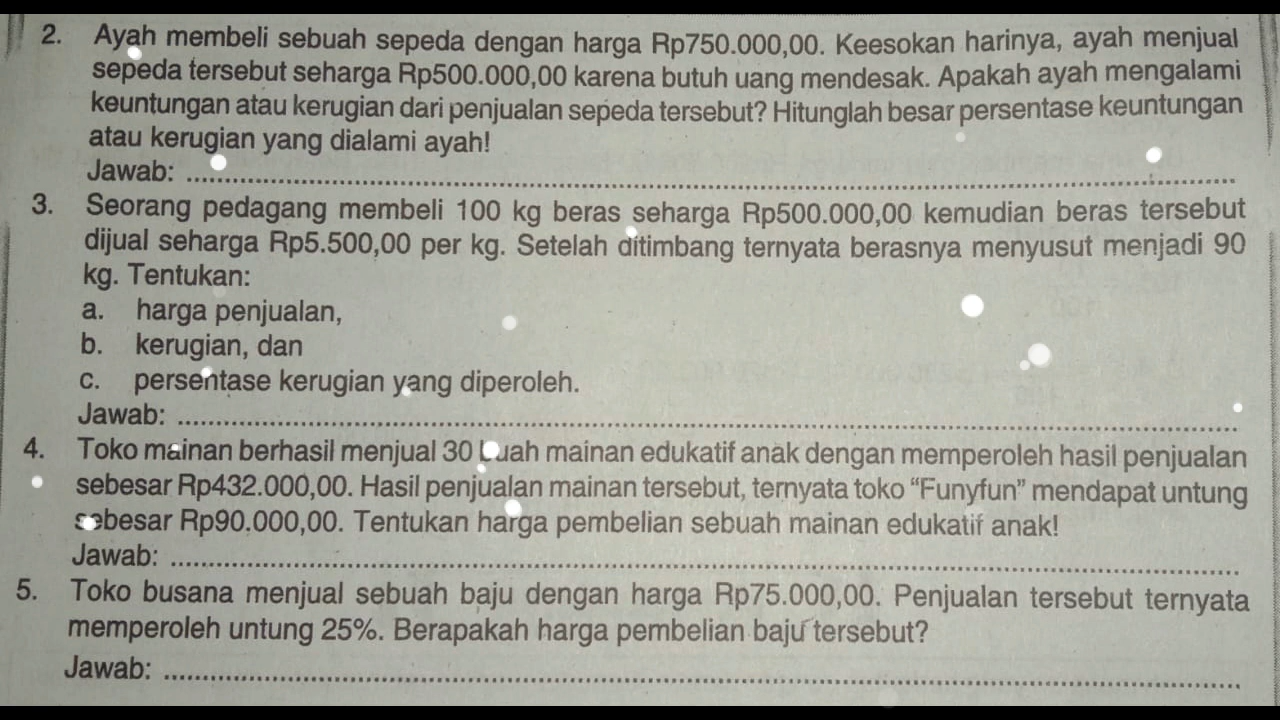 2. Ayah membeli sebuah sepeda dengan harga Rp750.000,00. Keesokan harinya, ayah menjual
sepeda tersebut seharga Rp500.000,00 karena butuh uang mendesak. Apakah ayah mengalami
keuntungan atau kerugian dari penjualan sepeda tersebut? Hitunglah besar persentase keuntungan
atau kerugian yang dialami ayah!
Jawab: ................................................................................
3. Seorang pedagang membeli 100 kg beras seharga Rp500.000,00 kemudian beras tersebut
dijual seharga Rp5.500,00 per kg. Setelah ditimbang ternyata berasnya menyusut menjadi 90
kg. Tentukan:
a. harga penjualan,
b. kerugian, dan
c. persentase kerugian yang diperoleh.
Jawab: ................................................................................
4. Toko mainan berhasil menjual 30 buah mainan edukatif anak dengan memperoleh hasil penjualan
sebesar Rp432.000,00. Hasil penjualan mainan tersebut, ternyata toko “Funyfun” mendapat untung
sebesar Rp90.000,00. Tentukan harga pembelian sebuah mainan edukatif anak!
Jawab: ................................................................................
5. Toko busana menjual sebuah baju dengan harga Rp75.000,00. Penjualan tersebut ternyata
memperoleh untung 25%. Berapakah harga pembelian baju tersebut?
Jawab: ................................................................................